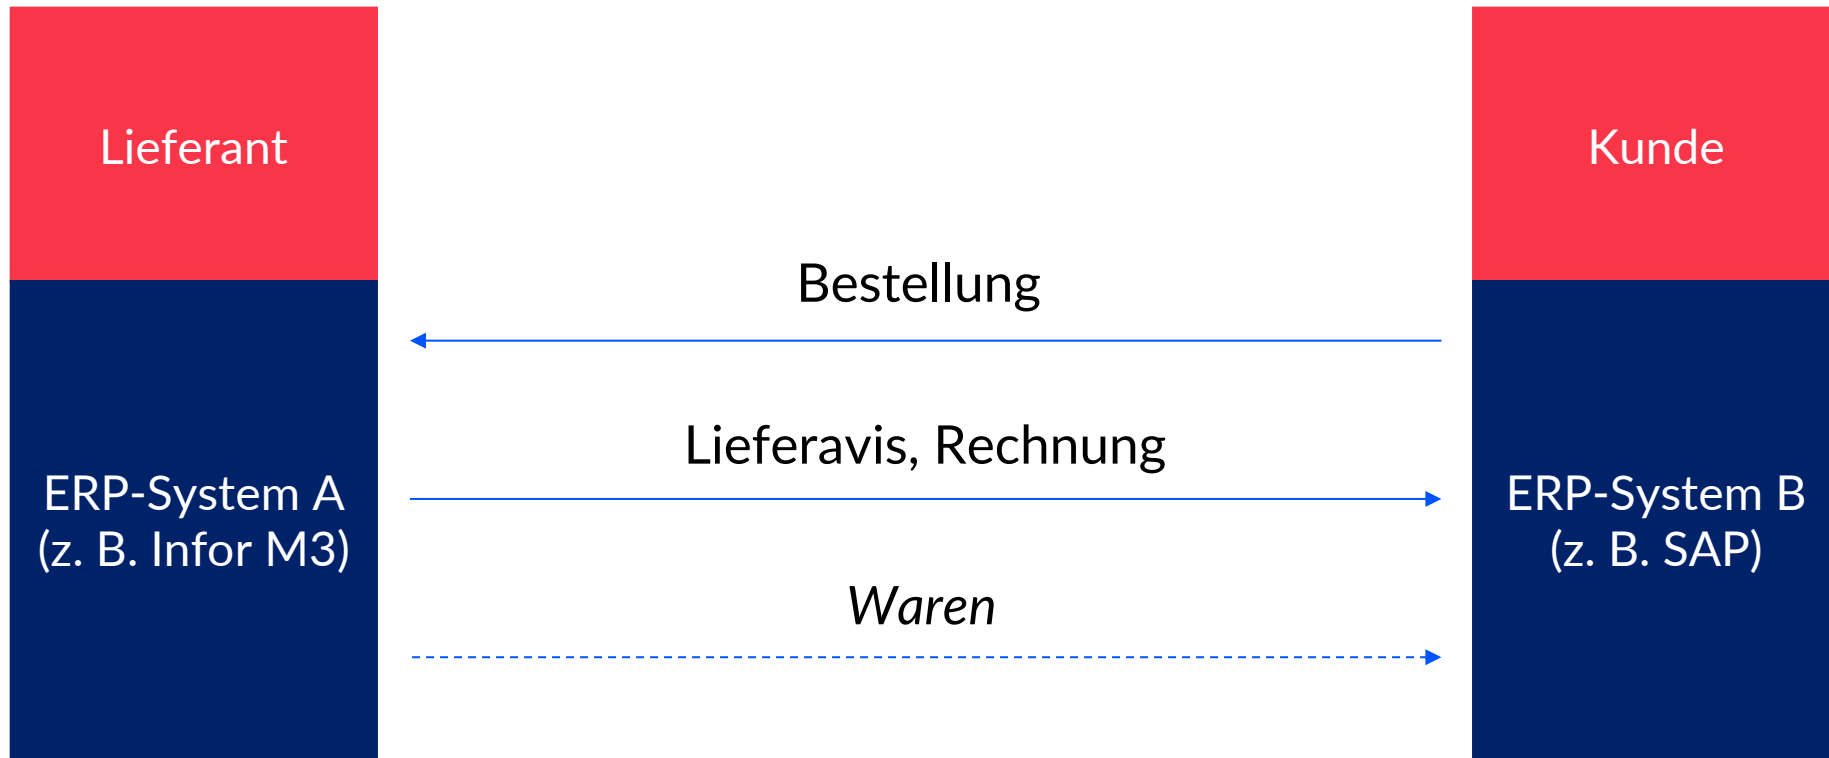 Lieferant
Kunde
Bestellung
Lieferavis, Rechnung
ERP-System A
(z. B. Infor M3)
ERP-System B
(z. B. SAP)
Waren